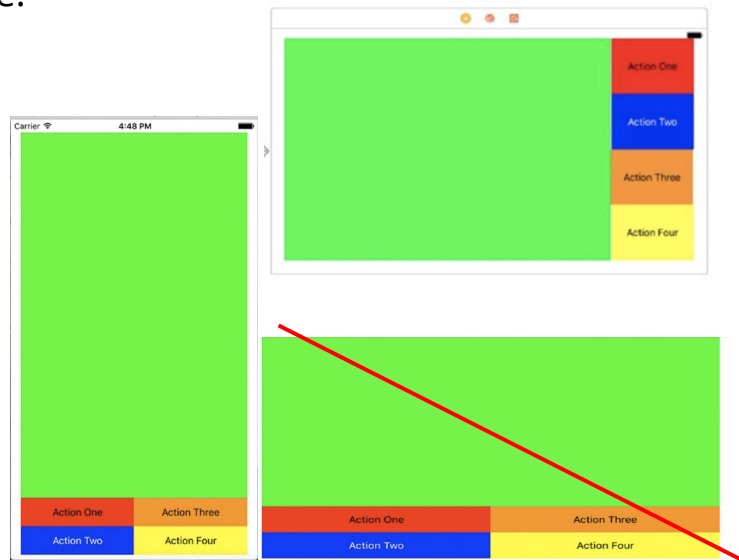 Action One
Action Two
Action Three
Action Four
Carrier 4:48 PM
Action One Action Three
Action Two Action Four
Action One Action Three
Action Two Action Four